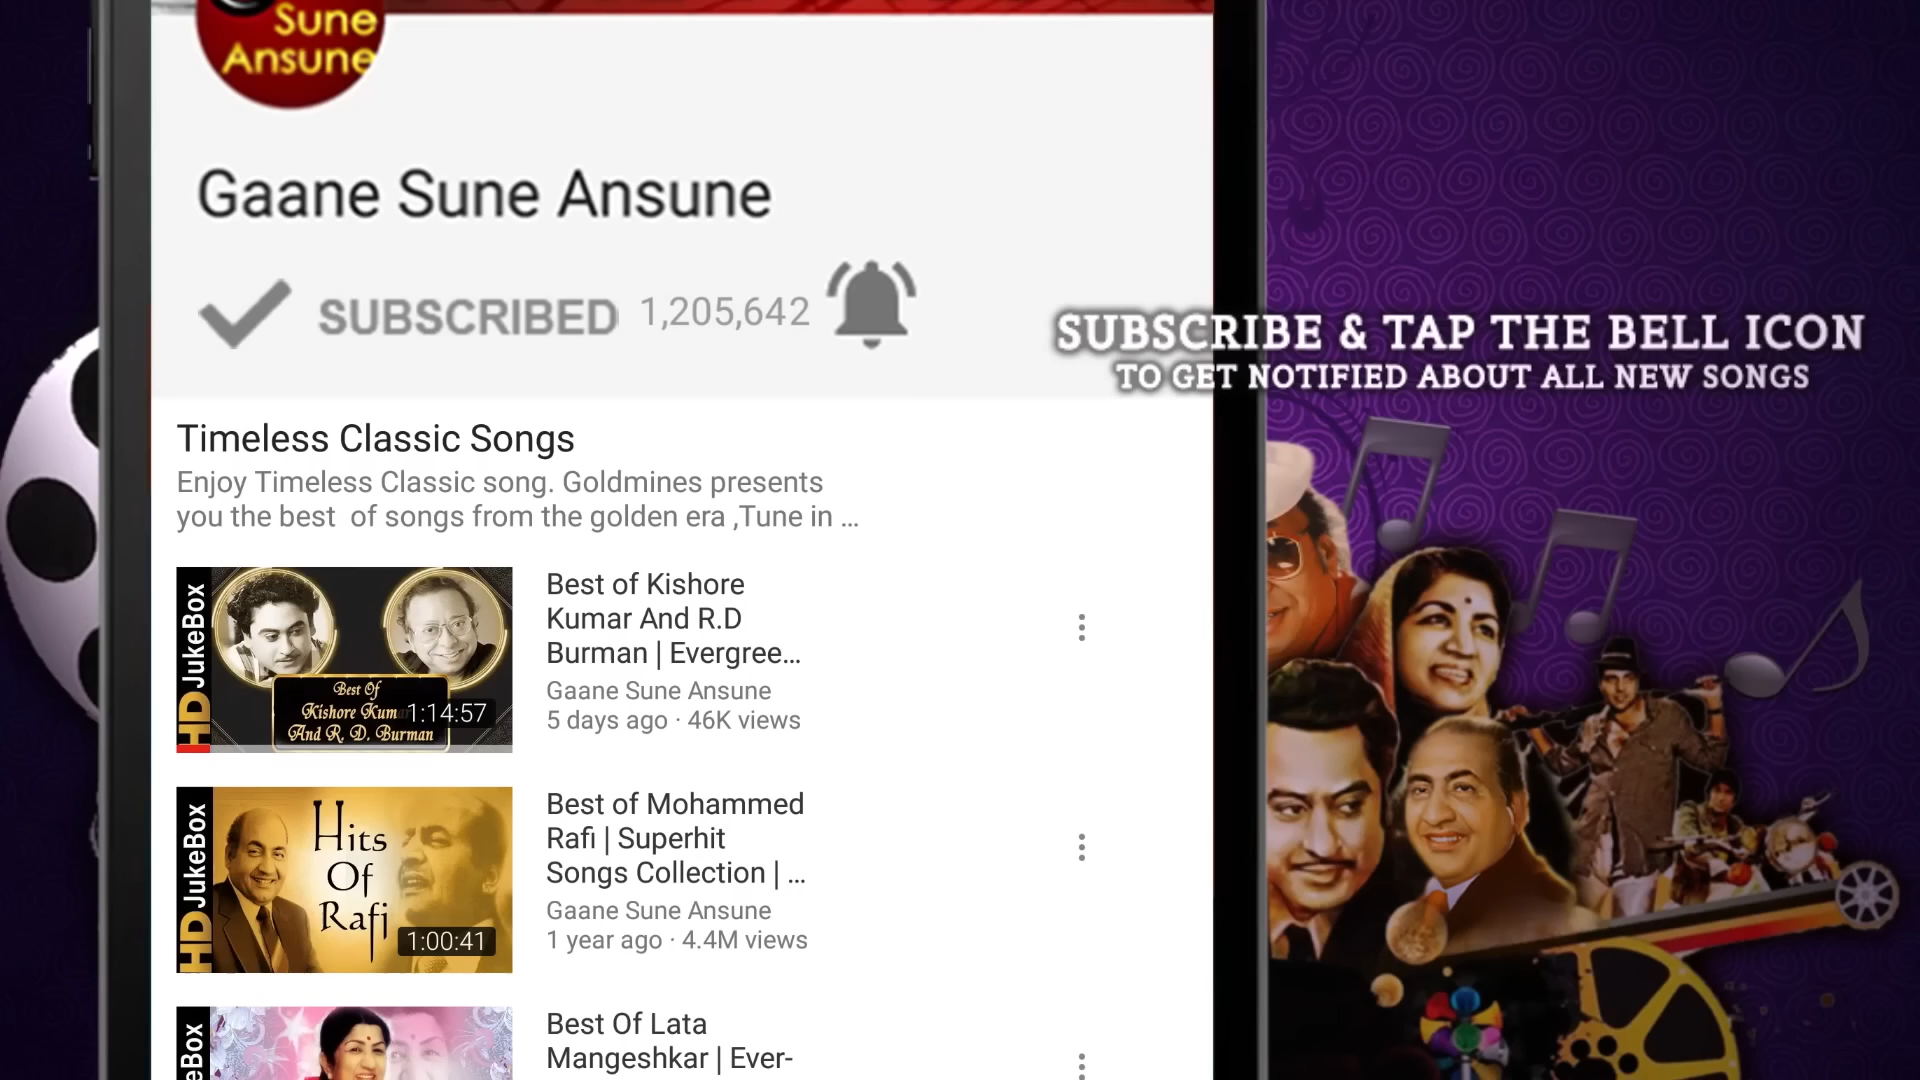 Sune
Ansune
Gaane Sune Ansune
SUBSCRIBED 1,205,642
SUBSCRIBE & TAP THE BELL ICON
TO GET NOTIFIED ABOUT ALL NEW SONGS
Timeless Classic Songs
Enjoy Timeless Classic song. Goldmines presents
you the best of songs from the golden era ,Tune in ...
HD JukeBox
Best Of
Kishore Kum
And R. D. Burman
1:14:57
Best of Kishore
Kumar And R.D
Burman | Evergree...
Gaane Sune Ansune
5 days ago · 46K views
HD JukeBox
Hits
Of
Rafi
1:00:41
Best of Mohammed
Rafi | Superhit
Songs Collection | ...
Gaane Sune Ansune
1 year ago · 4.4M views
eBox
Best Of Lata
Mangeshkar | Ever-